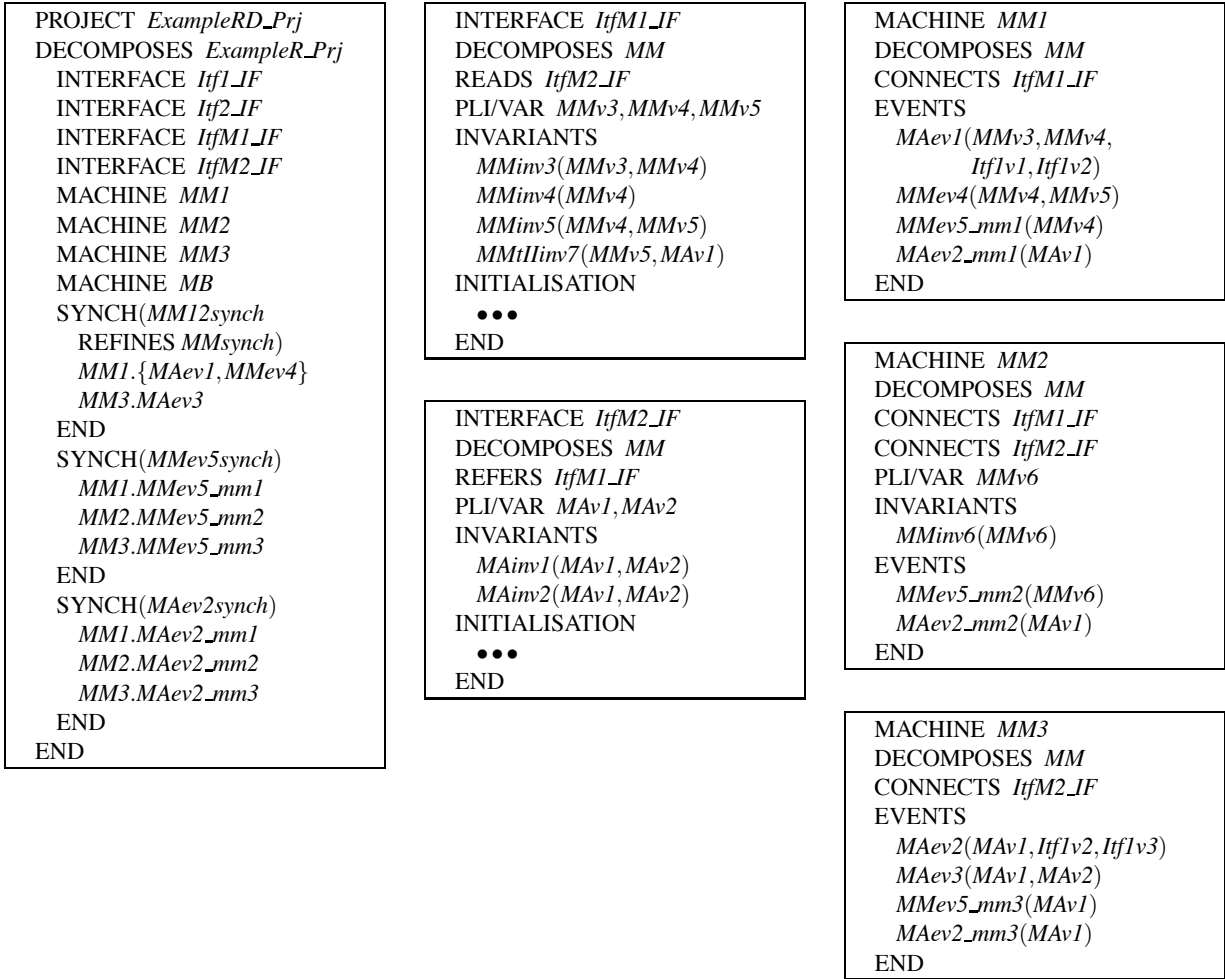 PROJECT ExampleRD_Prj
DECOMPOSES ExampleR_Prj
INTERFACE Itf1_IF
INTERFACE Itf2_IF
INTERFACE ItfM1_IF
INTERFACE ItfM2_IF
MACHINE MM1
MACHINE MM2
MACHINE MM3
MACHINE MB
SYNCH(MM12synch
REFINES MMsynch)
MM1.{MAev1,MMev4}
MM3.MAev3
END
SYNCH(MMev5synch)
MM1.MMev5_mm1
MM2.MMev5_mm2
MM3.MMev5_mm3
END
SYNCH(MAev2synch)
MM1.MAev2_mm1
MM2.MAev2_mm2
MM3.MAev2_mm3
END
END
INTERFACE ItfM1_IF
DECOMPOSES MM
READS ItfM2_IF
PLI/VAR MMv3,MMv4,MMv5
INVARIANTS
MMinv3(MMv3,MMv4)
MMinv4(MMv4)
MMinv5(MMv4,MMv5)
MMtIIinv7(MMv5,MAv1)
INITIALISATION
•••
END
INTERFACE ItfM2_IF
DECOMPOSES MM
REFERS ItfM1_IF
PLI/VAR MAv1,MAv2
INVARIANTS
MAinv1(MAv1,MAv2)
MAinv2(MAv1,MAv2)
INITIALISATION
•••
END
MACHINE MM1
DECOMPOSES MM
CONNECTS ItfM1_IF
EVENTS
MAev1(MMv3,MMv4,
Itf1v1,Itf1v2)
MMev4(MMv4,MMv5)
MMev5_mm1(MMv4)
MAev2_mm1(MAv1)
END
MACHINE MM2
DECOMPOSES MM
CONNECTS ItfM1_IF
CONNECTS ItfM2_IF
PLI/VAR MMv6
INVARIANTS
MMinv6(MMv6)
EVENTS
MMev5_mm2(MMv6)
MAev2_mm2(MAv1)
END
MACHINE MM3
DECOMPOSES MM
CONNECTS ItfM2_IF
EVENTS
MAev2(MAv1,Itf1v2,Itf1v3)
MAev3(MAv1,MAv2)
MMev5_mm3(MAv1)
MAev2_mm3(MAv1)
END